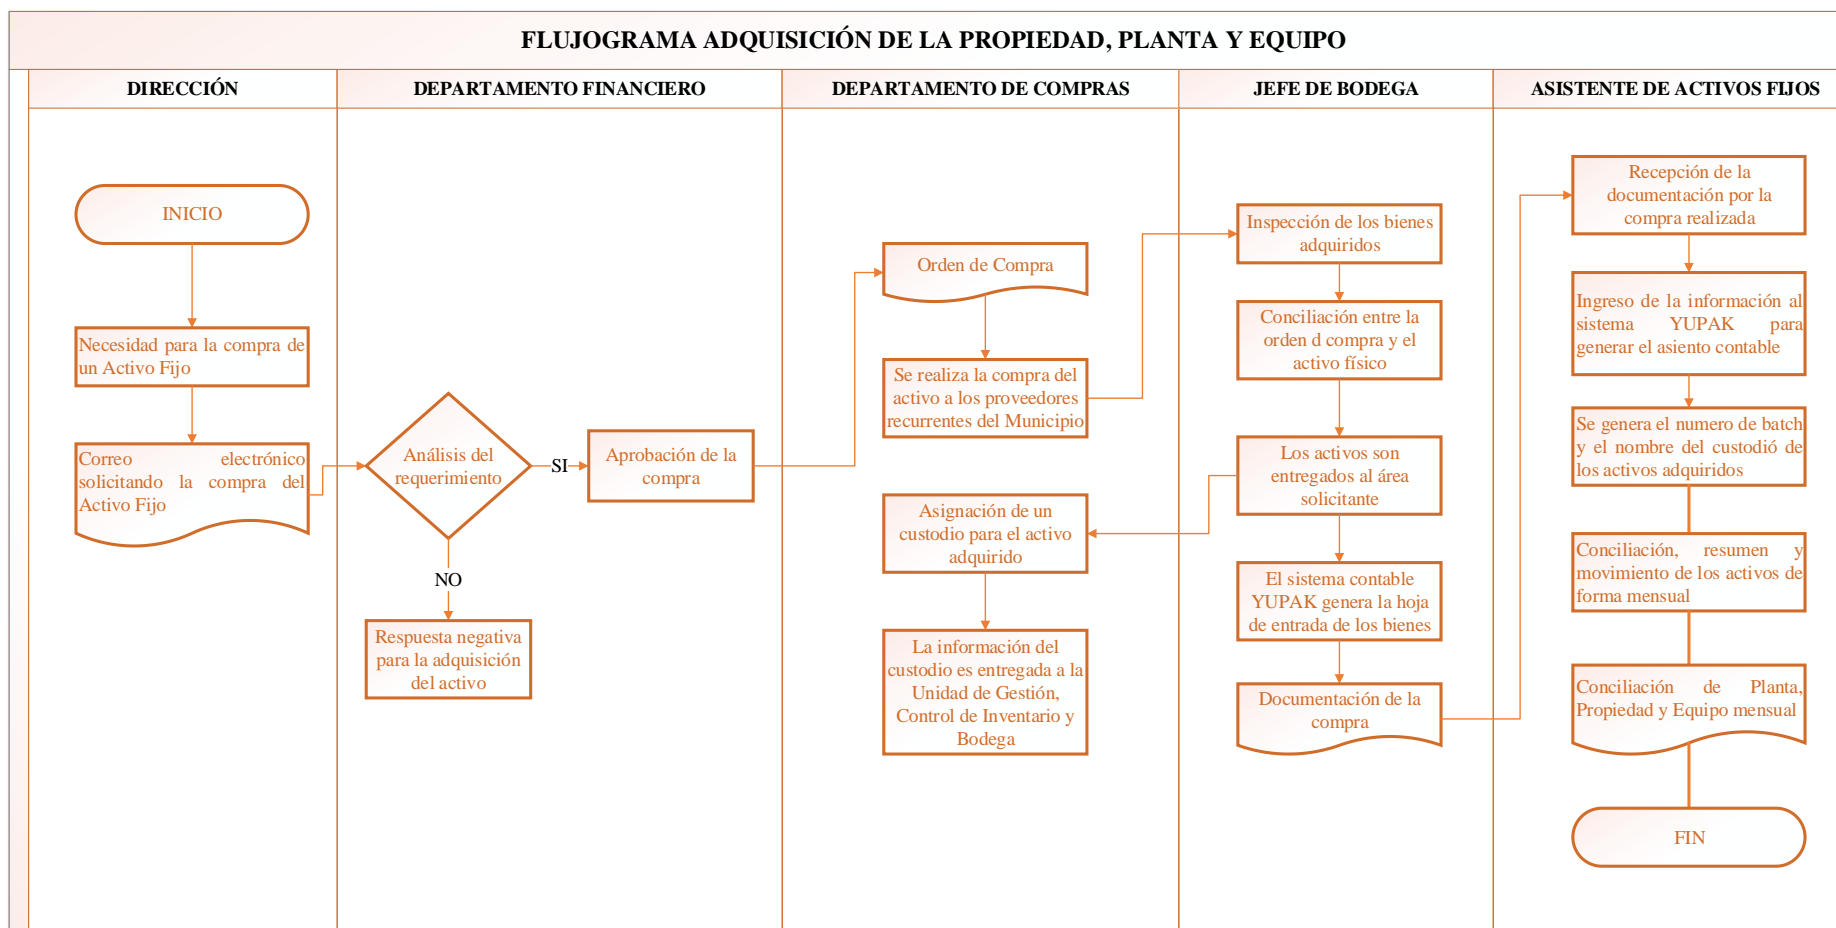 FLUJOGRAMA ADQUISICIÓN DE LA PROPIEDAD, PLANTA Y EQUIPO
DIRECCIÓN
DEPARTAMENTO FINANCIERO
DEPARTAMENTO DE COMPRAS
JEFE DE BODEGA
ASISTENTE DE ACTIVOS FIJOS
INICIO
Necesidad para la compra de
un Activo Fijo
Correo electrónico
solicitando la compra del
Activo Fijo
Análisis del
requerimiento
SI
NO
Aprobación de la
compra
Respuesta negativa
para la adquisición
del activo
Orden de Compra
Se realiza la compra del
activo a los proveedores
recurrentes del Municipio
Asignación de un
custodio para el activo
adquirido
La información del
custodio es entregada a la
Unidad de Gestión,
Control de Inventario y
Bodega
Inspección de los bienes
adquiridos
Conciliación entre la
orden d compra y el
activo físico
Los activos son
entregados al área
solicitante
El sistema contable
YUPAK genera la hoja
de entrada de los bienes
Documentación de la
compra
Recepción de la
documentación por la
compra realizada
Ingreso de la información al
sistema YUPAK para
generar el asiento contable
Se genera el numero de batch
y el nombre del custodió de
los activos adquiridos
Conciliación, resumen y
movimiento de los activos de
forma mensual
Conciliación de Planta,
Propiedad y Equipo mensual
FIN